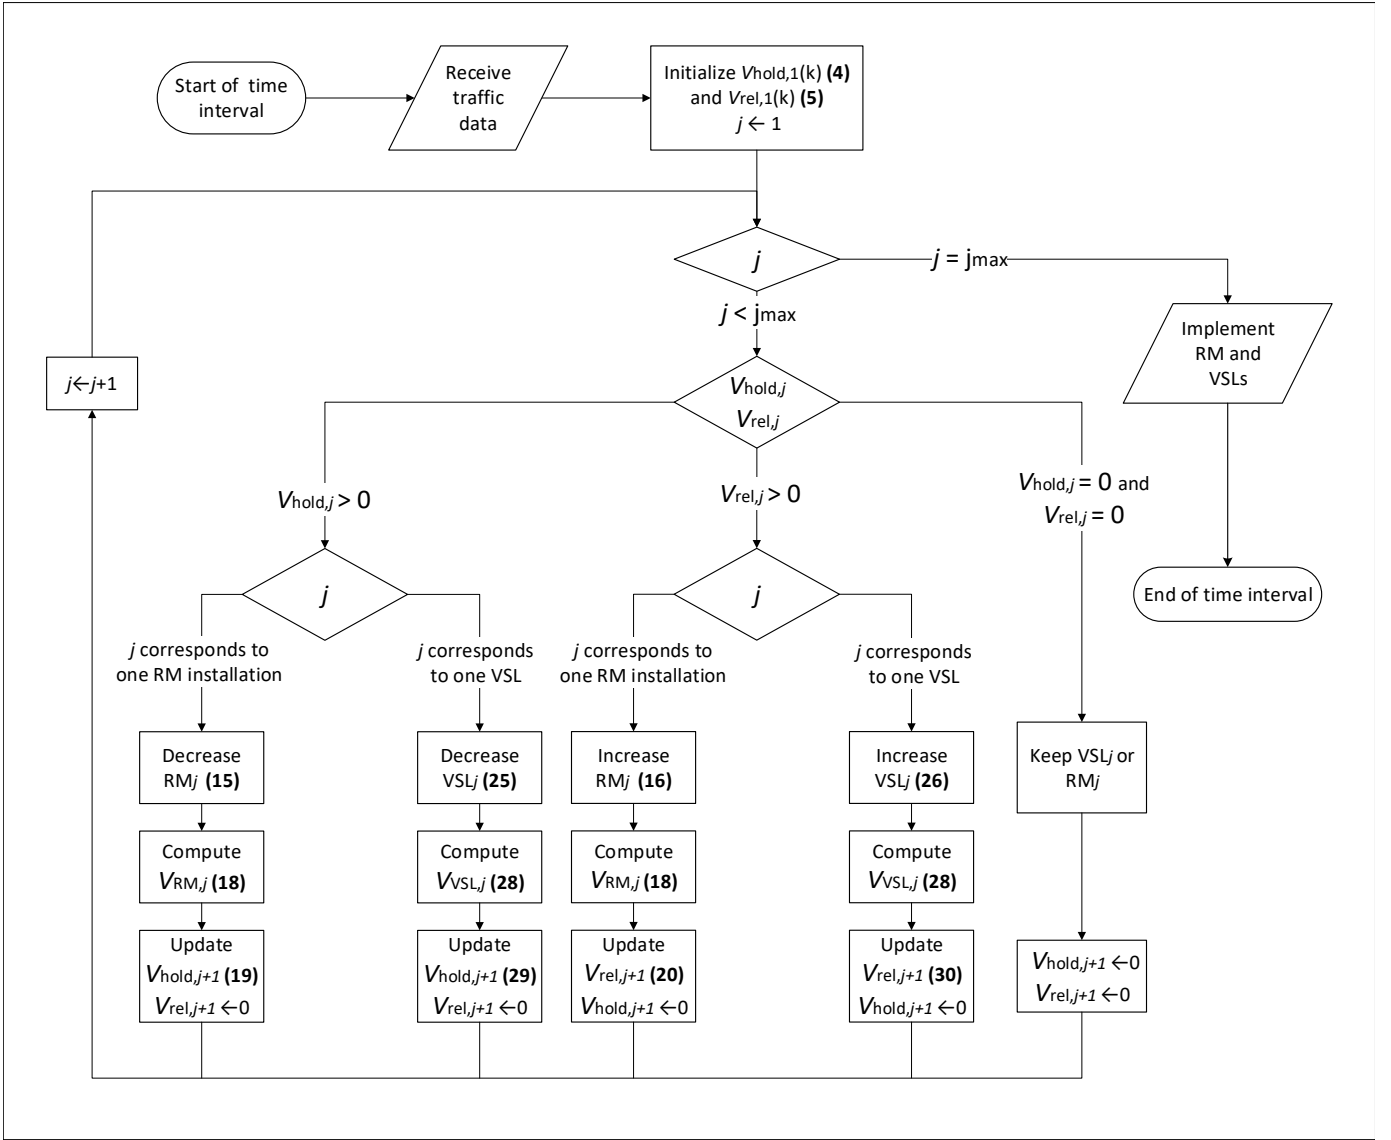 Start of time
interval
Receive
traffic
data
Initialize Vhold,1(k) (4)
and Vrel,1(k) (5)
j ← 1
j
j = jmax
j < jmax
Implement
RM and
VSLs
j←j+1
Vhold,j
Vrel,j
Vhold,j > 0
Vrel,j > 0
Vhold,j = 0 and
Vrel,j = 0
End of time interval
j
j
j corresponds to
one RM installation
j corresponds
to one VSL
j corresponds to
one RM installation
j corresponds
to one VSL
Decrease
RMj (15)
Decrease
VSLj (25)
Increase
RMj (16)
Increase
VSLj (26)
Keep VSLj or
RMj
Compute
VRM,j (18)
Compute
VVSL,j (28)
Compute
VRM,j (18)
Compute
VVSL,j (28)
Update
Vhold,j+1 (19)
Vrel,j+1 ←0
Update
Vhold,j+1 (29)
Vrel,j+1 ←0
Update
Vrel,j+1 (20)
Vhold,j+1 ←0
Update
Vrel,j+1 (30)
Vhold,j+1 ←0
Vhold,j+1 ←0
Vrel,j+1 ←0